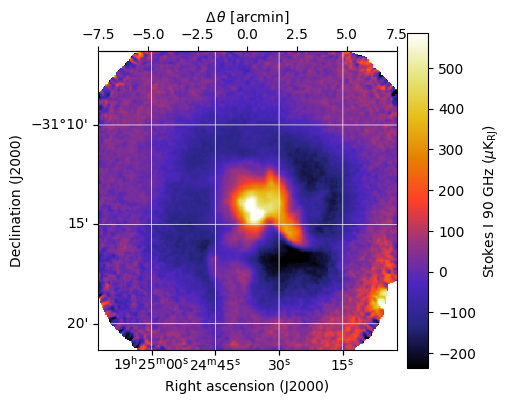 Δθ [arcmin]
−7.5 −5.0 −2.5 0.0 2.5 5.0 7.5
−31°10'
15'
20'
19ʰ25ᵐ00ˢ 24ᵐ45ˢ 30ˢ 15ˢ
Right ascension (J2000)
Declination (J2000)
500
400
300
200
100
0
−100
−200
Stokes I 90 GHz (μK_RJ)